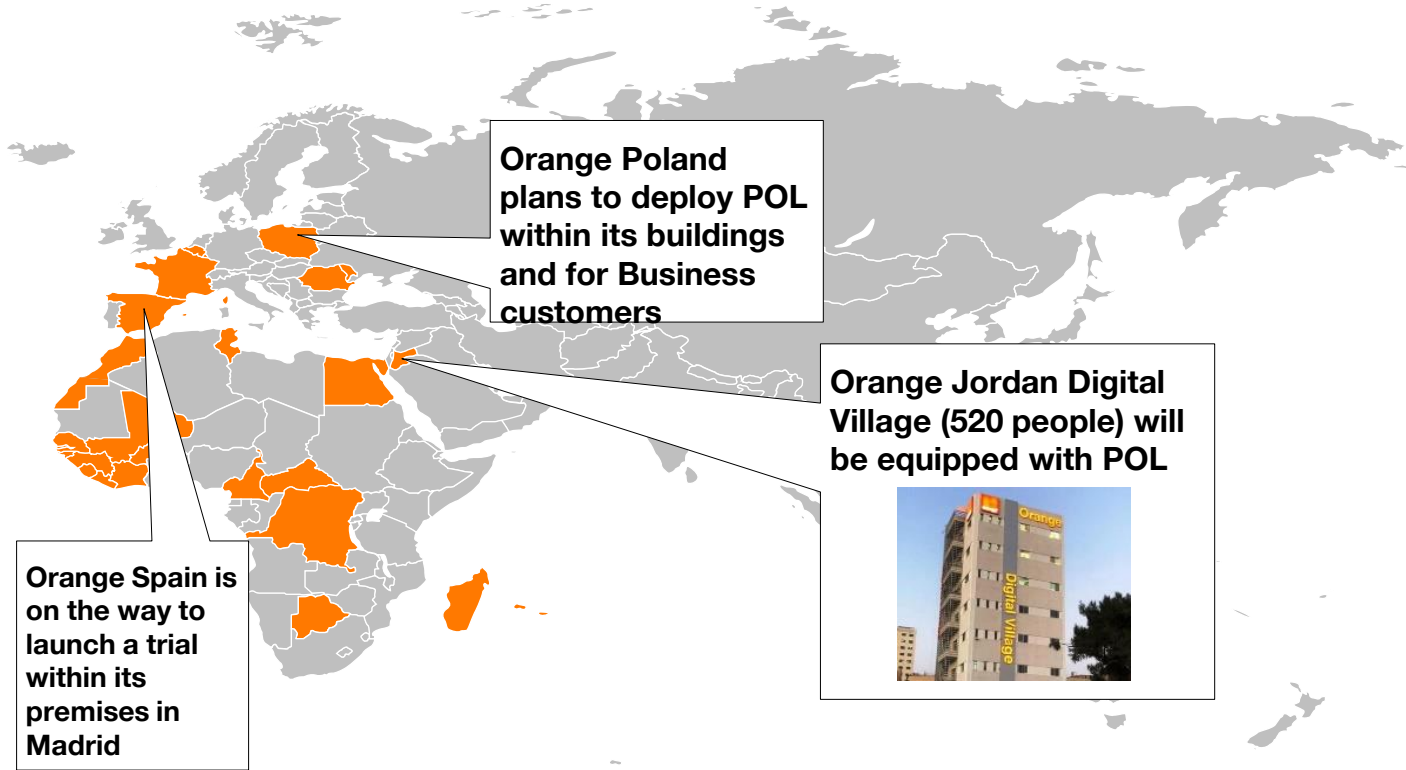 Orange Poland
plans to deploy POL
within its buildings
and for Business
customers
Orange Jordan Digital
Village (520 people) will
be equipped with POL
Orange
Digital Village
Orange Spain is
on the way to
launch a trial
within its
premises in
Madrid